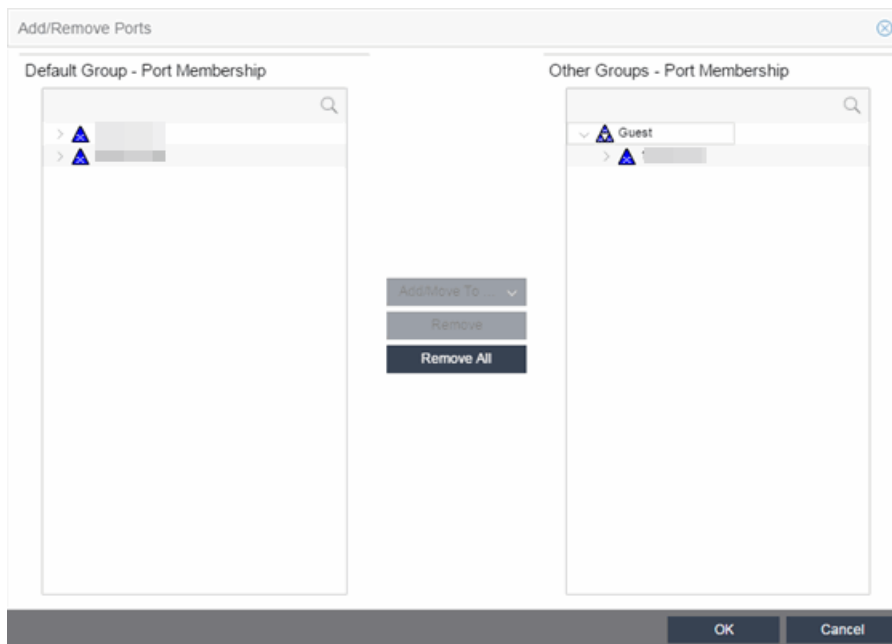 Add/Remove Ports
Default Group - Port Membership
Other Groups - Port Membership
Guest
Add/Move To ...
Remove
Remove All
OK
Cancel